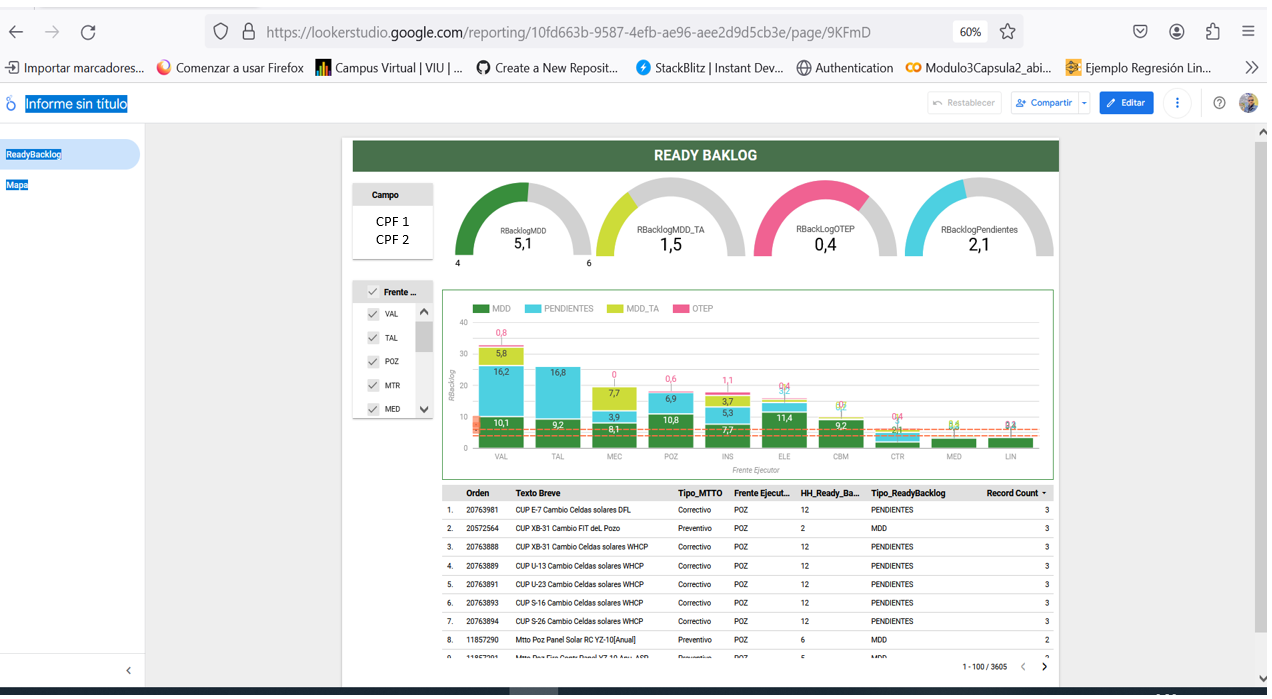 https://lookerstudio.google.com/reporting/10fd663b-9587-4efb-ae96-aee2d9d5cb3e/page/9KFmD 60%
Importar marcadores... Comenzar a usar Firefox Campus Virtual | VIU | ... Create a New Reposit... StackBlitz | Instant Dev... Authentication Modulo3Capsula2_abi... Ejemplo Regresión Lin...
Informe sin título Restablecer Compartir Editar
ReadyBacklog
Mapa
READY BAKLOG
Campo
CPF 1
CPF 2
RBacklogMDD
5,1
4 6
RBacklogMDD_TA
1,5
RBackLogOTEP
0,4
RBacklogPendientes
2,1
Frente ...
VAL
TAL
POZ
MTR
MED
MDD PENDIENTES MDD_TA OTEP
RBacklog
40
30
20
10
0
0,8 5,8 16,2 10,1
16,8 9,2
0 7,7 3,9 8,1
0,6 6,9 10,8
1,1 3,7 5,3 7,7
0,4 3,2 11,4
9,2
0,4 2,1
VAL TAL MEC POZ INS ELE CBM CTR MED LIN
Frente Ejecutor
Orden Texto Breve Tipo_MTTO Frente Ejecut... HH_Ready_Ba... Tipo_ReadyBacklog Record Count
1. 20763981 CUP E-7 Cambio Celdas solares DFL Correctivo POZ 12 PENDIENTES 3
2. 20572564 CUP XB-31 Cambio FIT deL Pozo Preventivo POZ 2 MDD 3
3. 20763888 CUP XB-31 Cambio Celdas solares WHCP Correctivo POZ 12 PENDIENTES 3
4. 20763889 CUP U-13 Cambio Celdas solares WHCP Correctivo POZ 12 PENDIENTES 3
5. 20763891 CUP U-23 Cambio Celdas solares WHCP Correctivo POZ 12 PENDIENTES 3
6. 20763893 CUP S-16 Cambio Celdas solares WHCP Correctivo POZ 12 PENDIENTES 3
7. 20763894 CUP S-26 Cambio Celdas solares WHCP Correctivo POZ 12 PENDIENTES 3
8. 11857290 Mtto Poz Panel Solar RC YZ-10[Anual] Preventivo POZ 6 MDD 2
1 - 100 / 3605